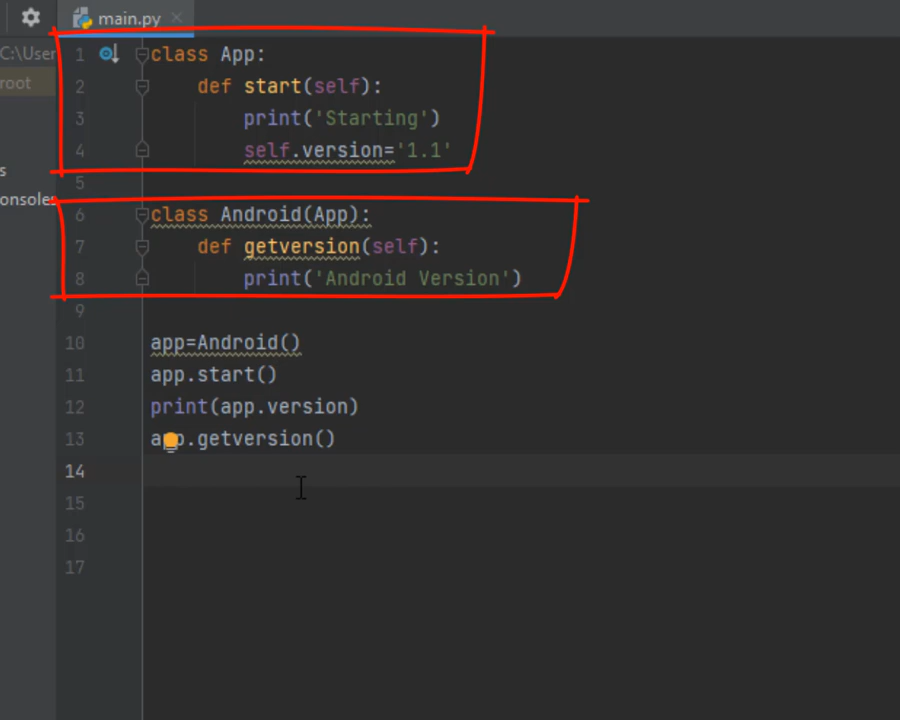 main.py
C:\User
root
s
onsoles
1 class App:
2 def start(self):
3 print('Starting')
4 self.version='1.1'
5
6 class Android(App):
7 def getversion(self):
8 print('Android Version')
9
10 app=Android()
11 app.start()
12 print(app.version)
13 app.getversion()
14
15
16
17